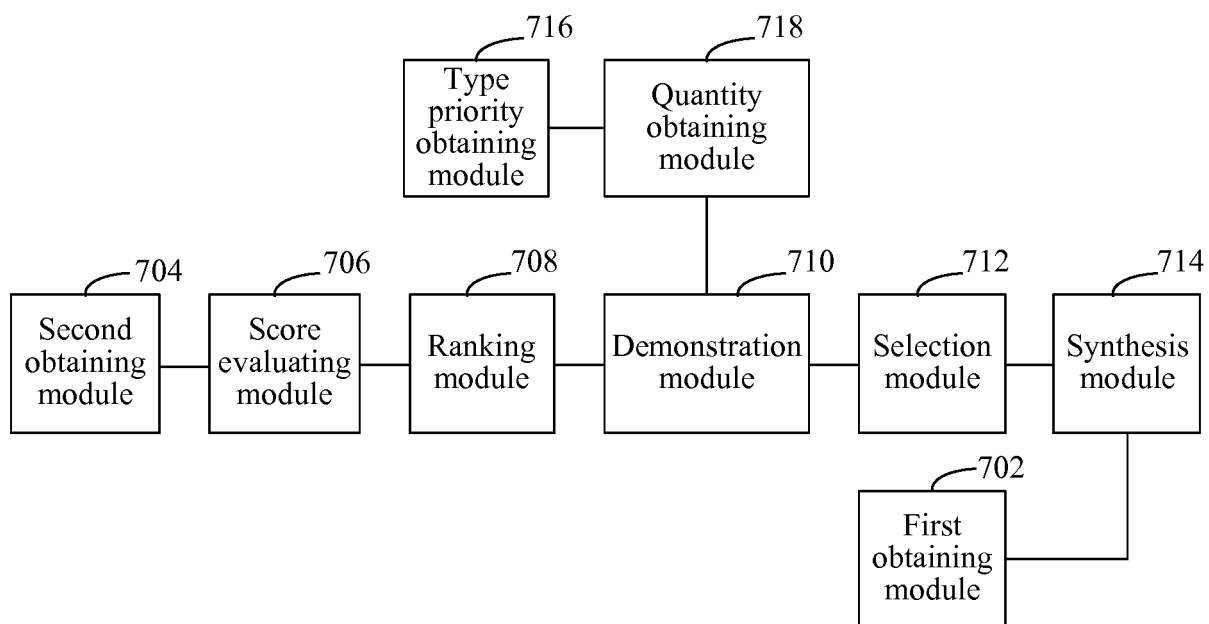 716
718
Type
priority
obtaining
module
Quantity
obtaining
module
704
706
708
710
712
714
Second
obtaining
module
Score
evaluating
module
Ranking
module
Demonstration
module
Selection
module
Synthesis
module
702
First
obtaining
module